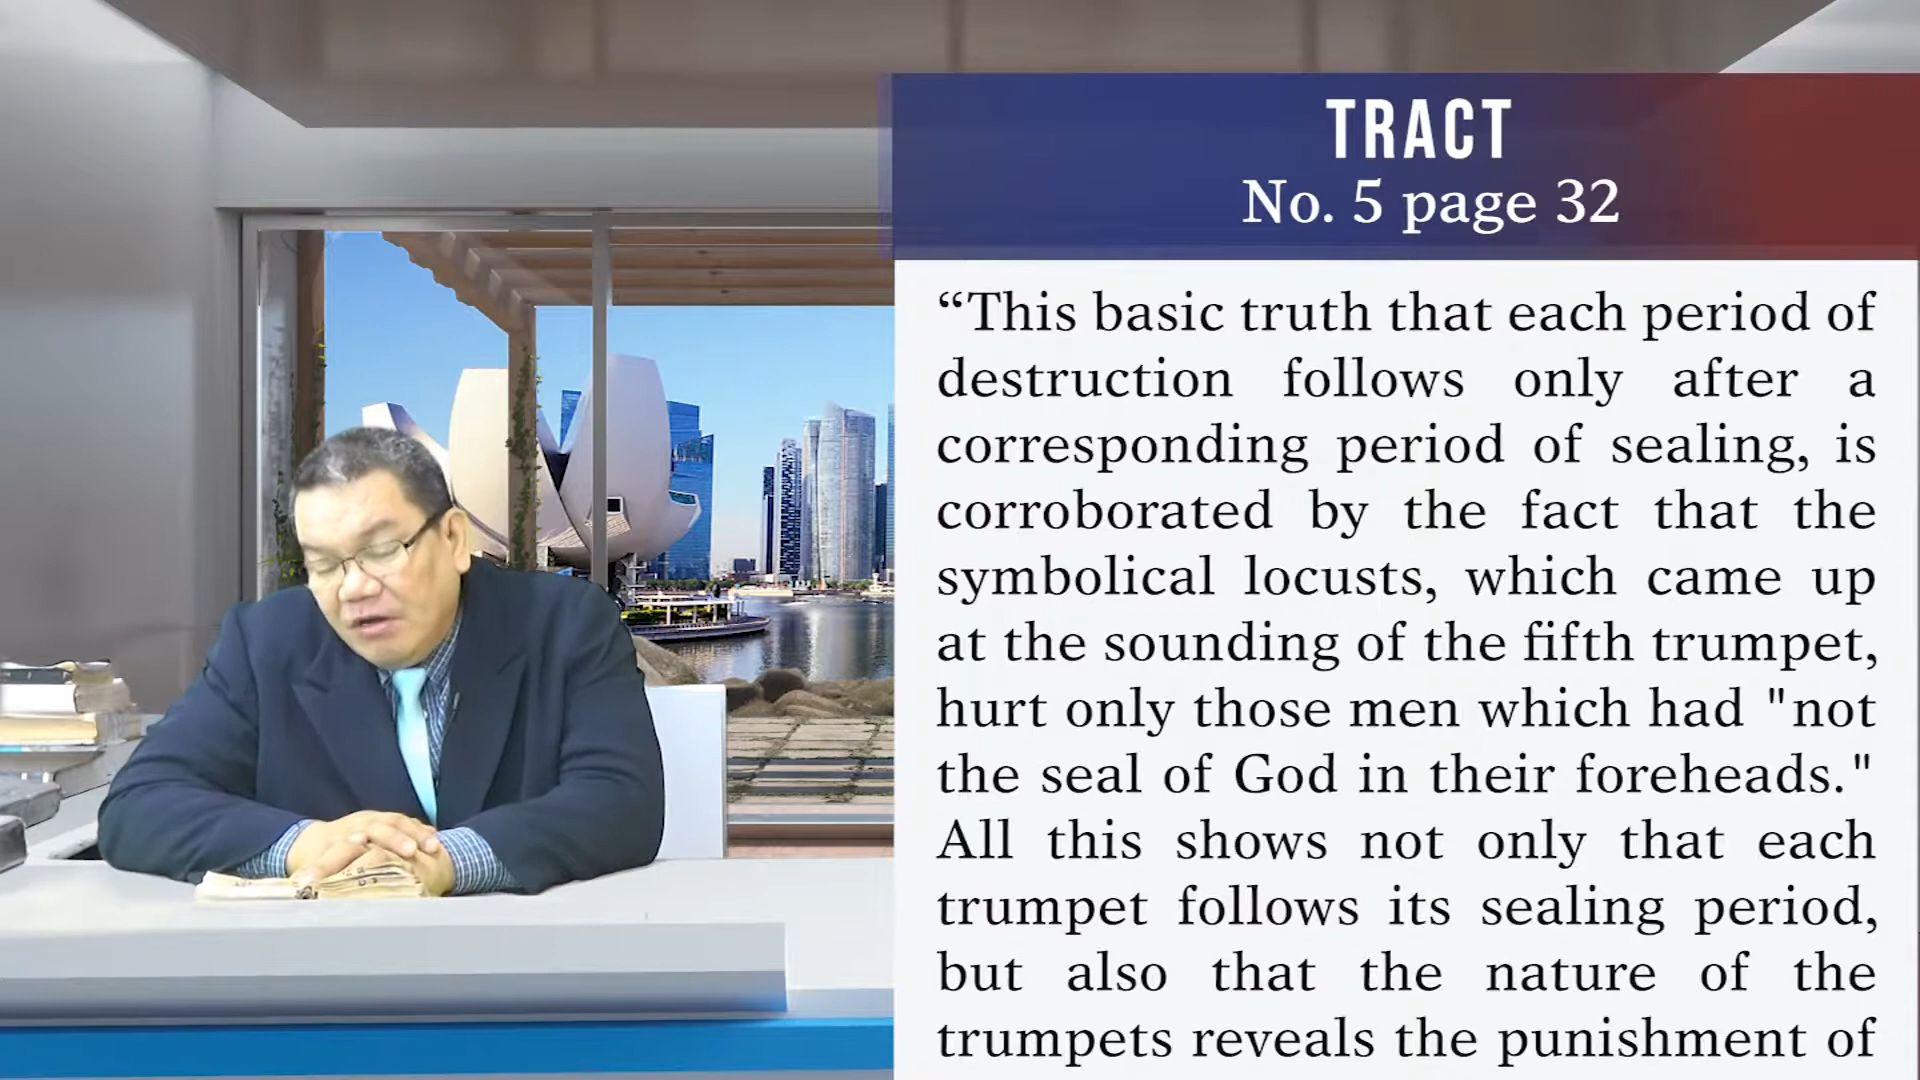 TRACT
No. 5 page 32
“This basic truth that each period of
destruction follows only after a
corresponding period of sealing, is
corroborated by the fact that the
symbolical locusts, which came up
at the sounding of the fifth trumpet,
hurt only those men which had "not
the seal of God in their foreheads."
All this shows not only that each
trumpet follows its sealing period,
but also that the nature of the
trumpets reveals the punishment of